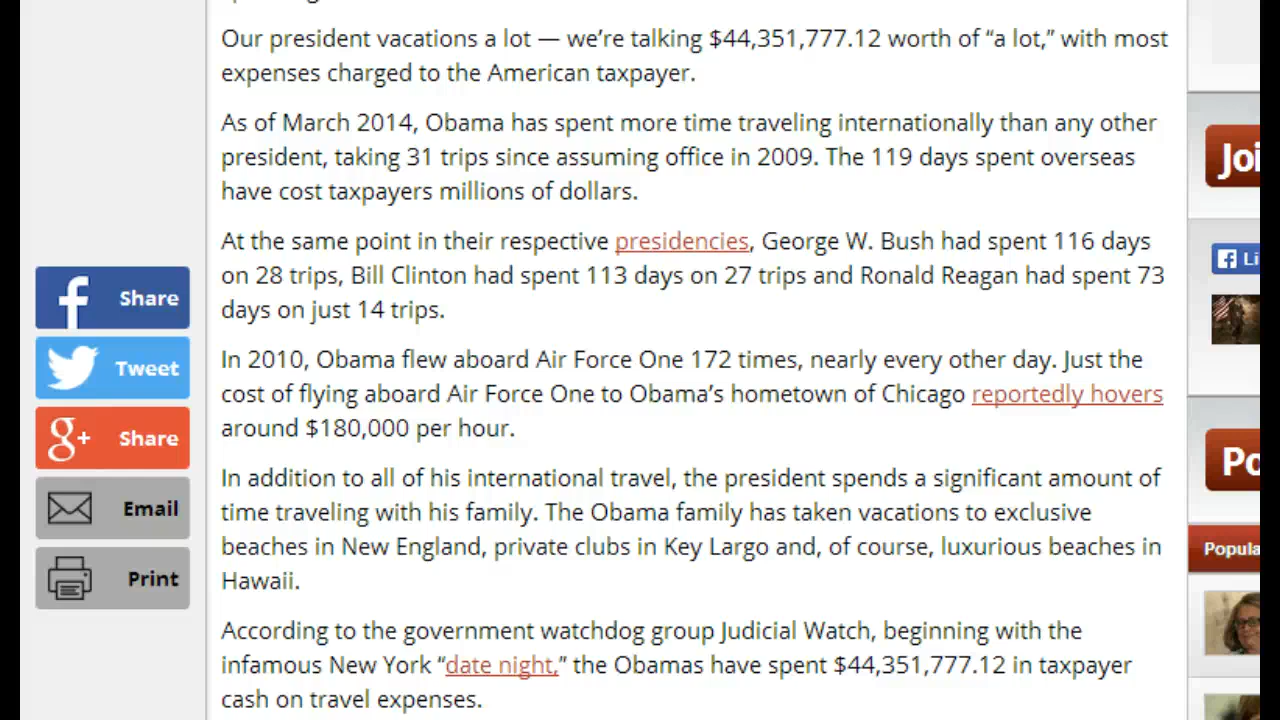 Our president vacations a lot — we’re talking $44,351,777.12 worth of “a lot,” with most
expenses charged to the American taxpayer.
As of March 2014, Obama has spent more time traveling internationally than any other
president, taking 31 trips since assuming office in 2009. The 119 days spent overseas
have cost taxpayers millions of dollars.
At the same point in their respective presidencies, George W. Bush had spent 116 days
on 28 trips, Bill Clinton had spent 113 days on 27 trips and Ronald Reagan had spent 73
days on just 14 trips.
In 2010, Obama flew aboard Air Force One 172 times, nearly every other day. Just the
cost of flying aboard Air Force One to Obama’s hometown of Chicago reportedly hovers
around $180,000 per hour.
In addition to all of his international travel, the president spends a significant amount of
time traveling with his family. The Obama family has taken vacations to exclusive
beaches in New England, private clubs in Key Largo and, of course, luxurious beaches in
Hawaii.
According to the government watchdog group Judicial Watch, beginning with the
infamous New York “date night,” the Obamas have spent $44,351,777.12 in taxpayer
cash on travel expenses.
Share
Tweet
g+ Share
Email
Print
Joi
Li
Po
Popula